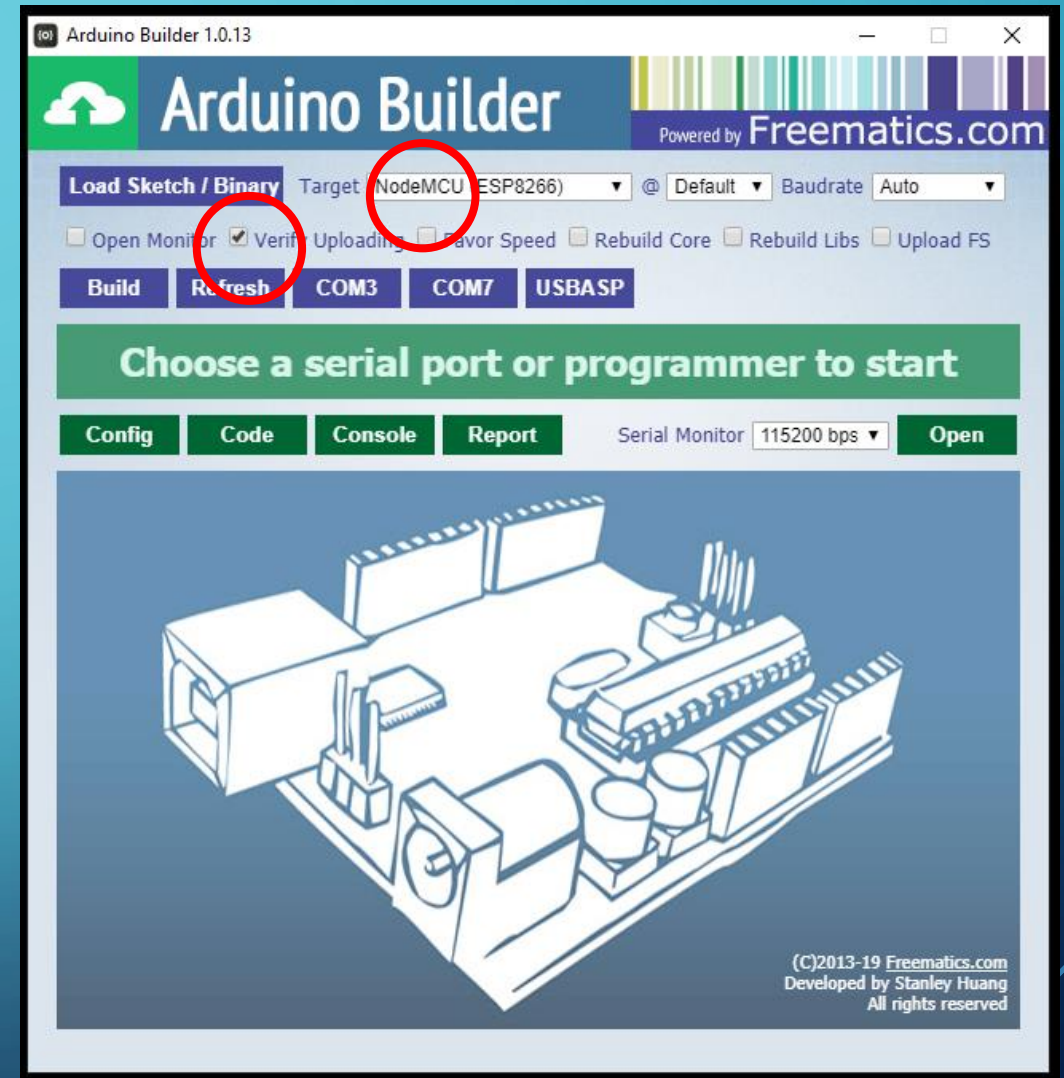 Arduino Builder 1.0.13
Arduino Builder
Powered by Freematics.com
Load Sketch / Binary Target NodeMCU (ESP8266) @ Default Baudrate Auto
Open Monitor Verify Uploading Favor Speed Rebuild Core Rebuild Libs Upload FS
Build Refresh COM3 COM7 USBASP
Choose a serial port or programmer to start
Config Code Console Report Serial Monitor 115200 bps Open
(C)2013-19 Freematics.com
Developed by Stanley Huang
All rights reserved